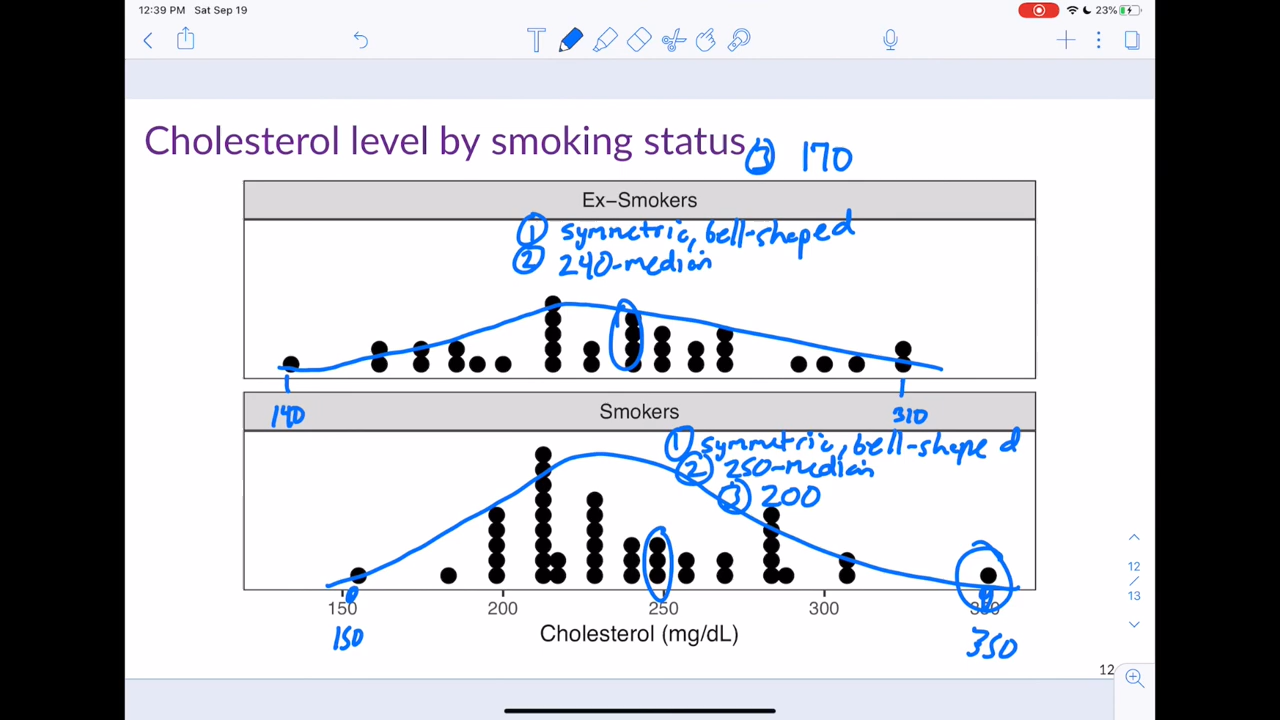 12:39 PM Sat Sep 19
23%
T
Cholesterol level by smoking status
③ 170
Ex−Smokers
① symmetric, bell-shaped
② 240-median
140
310
Smokers
① symmetric, bell-shaped
② 250-median
③ 200
150 200 250 300 350
150
350
Cholesterol (mg/dL)
12
/
13
12